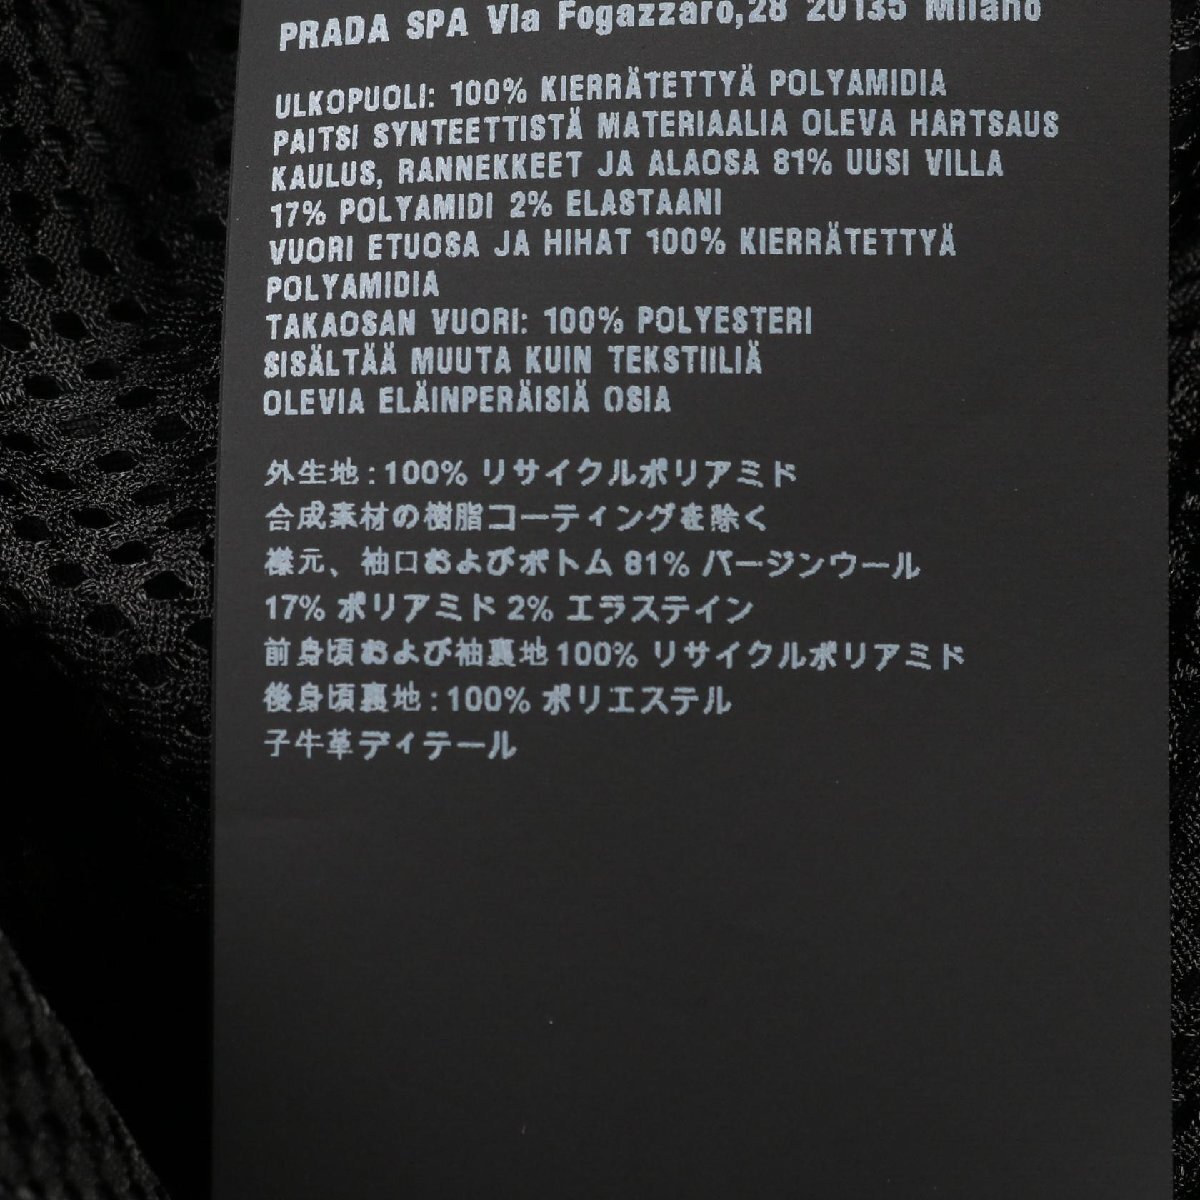 PRADA SPA Via Fogazzaro,28 20135 Milano
ULKOPUOLI: 100% KIERRÄTETTYÄ POLYAMIDIA
PAITSI SYNTEETTISTÄ MATERIAALIA OLEVA HARTSAUS
KAULUS, RANNEKKEET JA ALAOSA 81% UUSI VILLA
17% POLYAMIDI 2% ELASTAANI
VUORI ETUOSA JA HIHAT 100% KIERRÄTETTYÄ
POLYAMIDIA
TAKAOSAN VUORI: 100% POLYESTERI
SISÄLTÄÄ MUUTA KUIN TEKSTIILIÄ
OLEVIA ELÄINPERÄISIÄ OSIA
外生地:100% リサイクルポリアミド
合成素材の樹脂コーティングを除く
襟元、袖口およびボトム 81% バージンウール
17% ポリアミド 2% エラステイン
前身頃および袖裏地100% リサイクルポリアミド
後身頃裏地:100% ポリエステル
子牛革ディテール